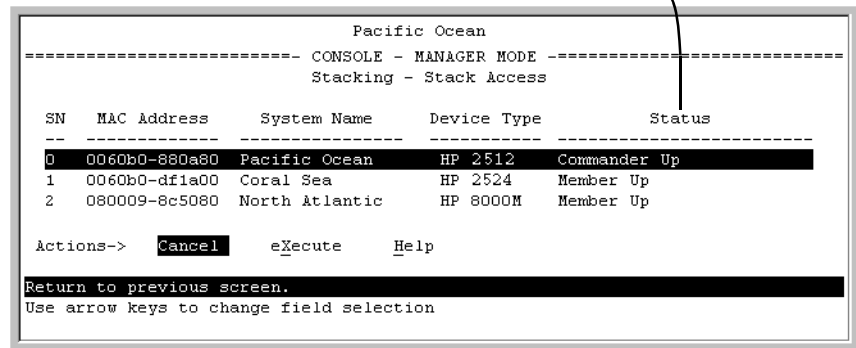 Pacific Ocean
==========================- CONSOLE - MANAGER MODE -============================
Stacking - Stack Access
SN MAC Address System Name Device Type Status
-- ------------- ---------------- ----------- -------------------------
0 0060b0-880a80 Pacific Ocean HP 2512 Commander Up
1 0060b0-df1a00 Coral Sea HP 2524 Member Up
2 080009-8c5080 North Atlantic HP 8000M Member Up
Actions-> Cancel eXecute Help
Return to previous screen.
Use arrow keys to change field selection